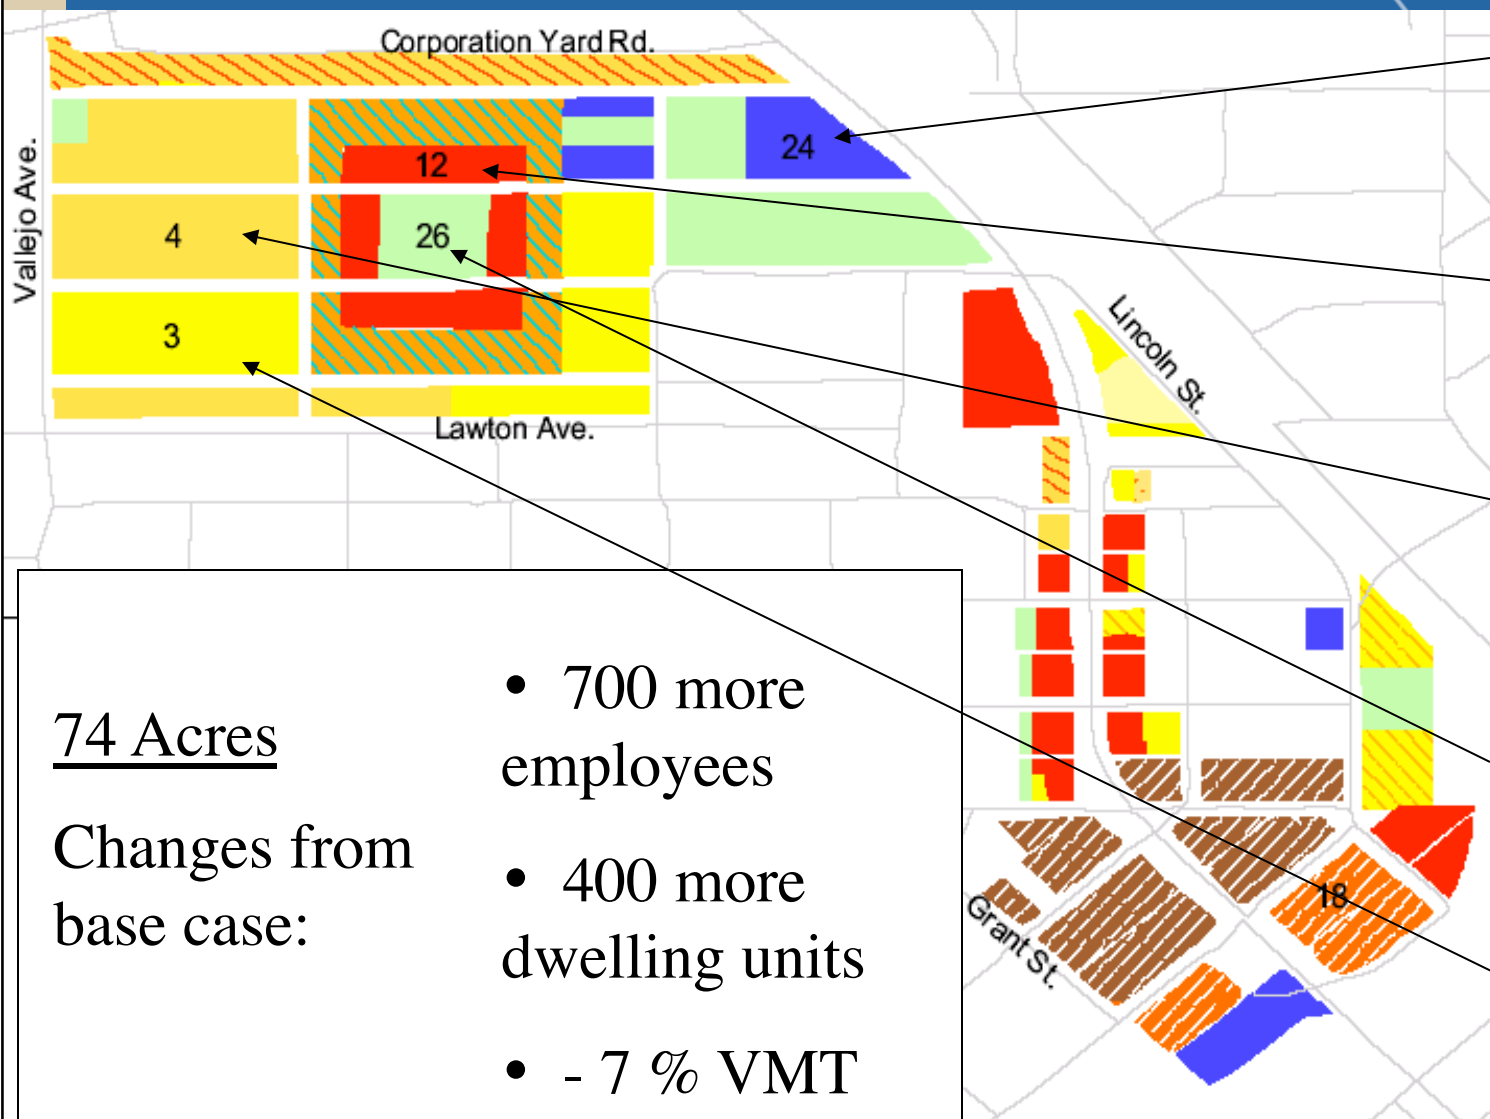 Corporation Yard Rd.
Vallejo Ave.
24
12
4
26
3
Lincoln St.
Lawton Ave.
18
Grant St.
74 Acres
Changes from
base case:
• 700 more
employees
• 400 more
dwelling units
• - 7 % VMT